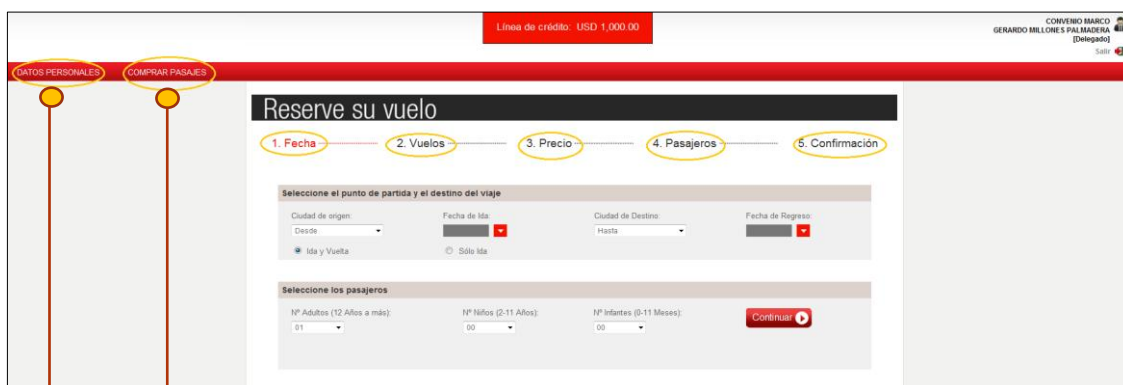 Línea de crédito: USD 1,000.00
CONVENIO MARCO
GERARDO MILLONES PALMADERA
[Delegado]
Salir
DATOS PERSONALES COMPRAR PASAJES
Reserve su vuelo
1. Fecha 2. Vuelos 3. Precio 4. Pasajeros 5. Confirmación
Seleccione el punto de partida y el destino del viaje
Ciudad de origen: Fecha de Ida: Ciudad de Destino: Fecha de Regreso:
Desde Hasta
Ida y Vuelta Sólo Ida
Seleccione los pasajeros
Nº Adultos (12 Años a más): Nº Niños (2-11 Años): Nº Infantes (0-11 Meses):
01 00 00 Continuar